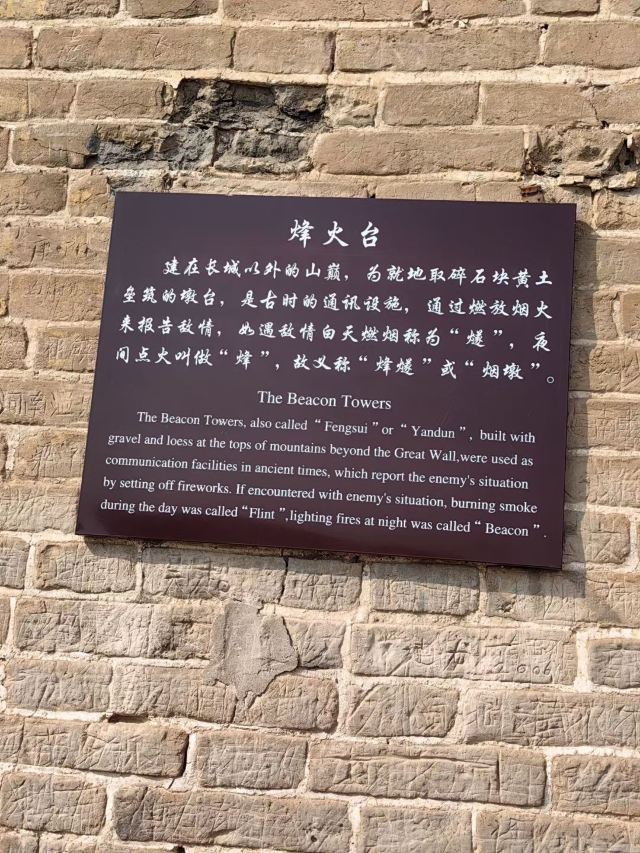 烽火台
建在长城以外的山巅，为就地取碎石块黄土
垒筑的墩台，是古时的通讯设施，通过燃放烟火
来报告敌情，如遇敌情白天燃烟称为“燧”，夜
间点火叫做“烽”，故又称“烽燧”或“烟墩”。
The Beacon Towers
The Beacon Towers, also called “Fengsui”or “Yandun”, built with
gravel and loess at the tops of mountains beyond the Great Wall,were used as
communication facilities in ancient times, which report the enemy's situation
by setting off fireworks. If encountered with enemy's situation, burning smoke
during the day was called“Flint”,lighting fires at night was called“Beacon”.